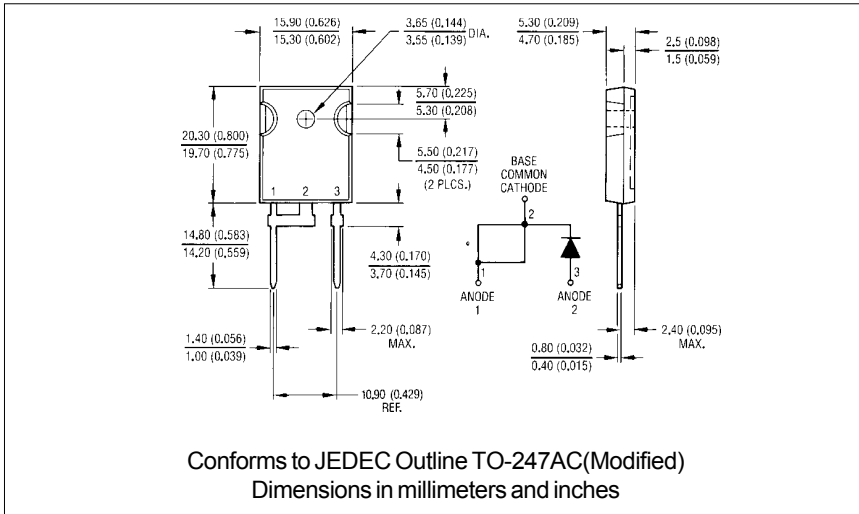 15.90 (0.626)
15.30 (0.602)
3.65 (0.144)
3.55 (0.139)
DIA.
5.30 (0.209)
4.70 (0.185)
2.5 (0.098)
1.5 (0.059)
5.70 (0.225)
5.30 (0.208)
20.30 (0.800)
19.70 (0.775)
5.50 (0.217)
4.50 (0.177)
(2 PLCS.)
1 2 3
BASE
COMMON
CATHODE
2
14.80 (0.583)
14.20 (0.559)
4.30 (0.170)
3.70 (0.145)
1
ANODE
1
3
ANODE
2
1.40 (0.056)
1.00 (0.039)
2.20 (0.087)
MAX.
0.80 (0.032)
0.40 (0.015)
2.40 (0.095)
MAX.
10.90 (0.429)
REF.
Conforms to JEDEC Outline TO-247AC(Modified)
Dimensions in millimeters and inches